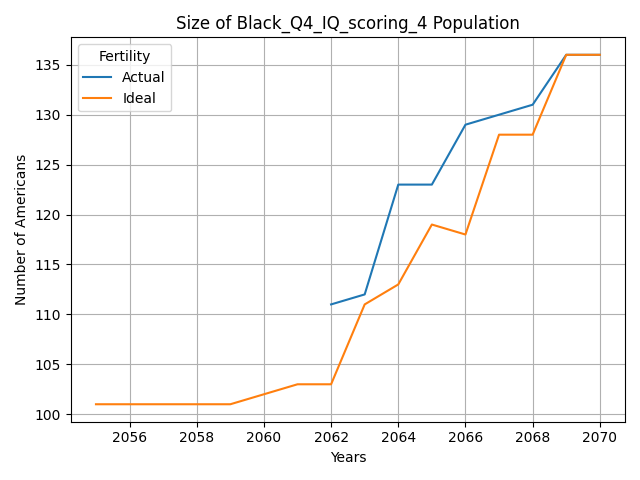 Size of Black_Q4_IQ_scoring_4 Population
Fertility
Actual
Ideal
Number of Americans
135
130
125
120
115
110
105
100
2056 2058 2060 2062 2064 2066 2068 2070
Years